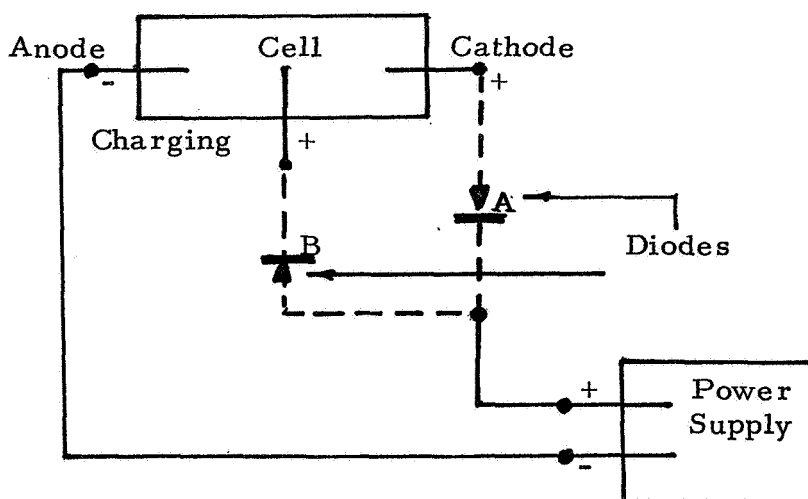 Anode
Cell
Cathode
-
+
Charging
+
A
B
Diodes
+
Power
Supply
-